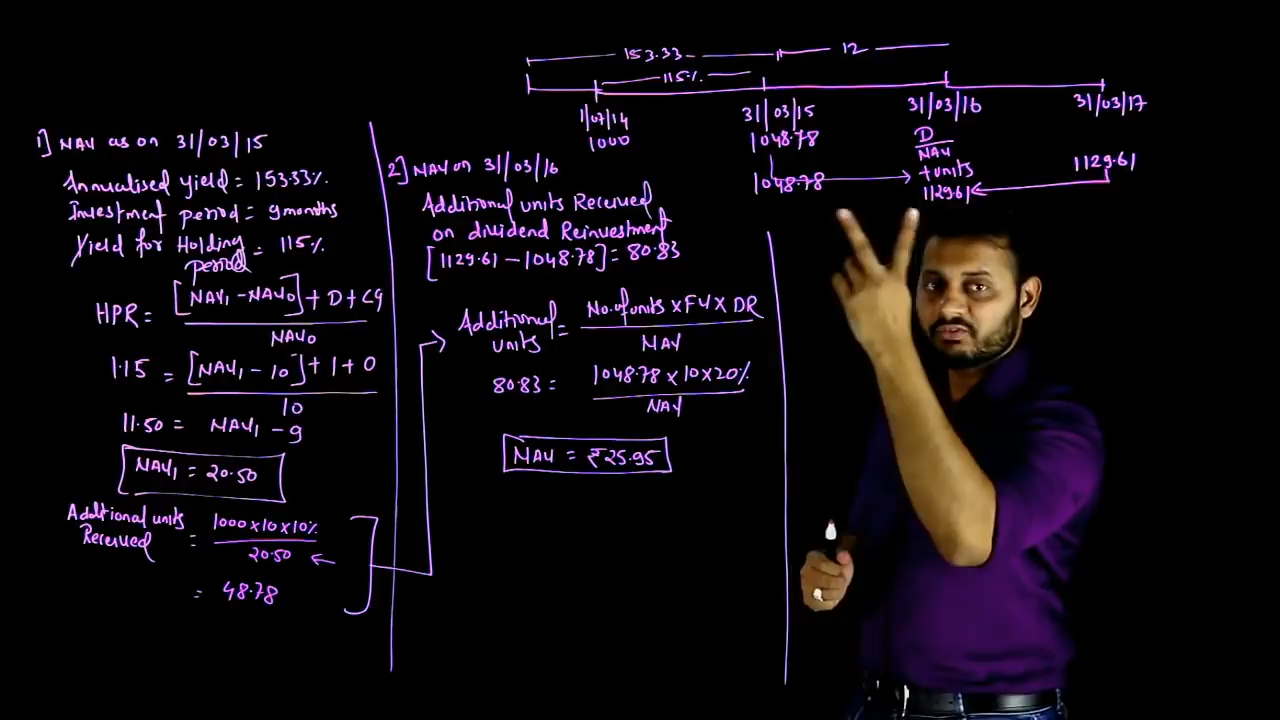 153.33
12
115%
1/07/14
1000
31/03/15
1048.78
1048.78
31/03/16
D
NAV
+units
1129.61
31/03/17
1129.61
1] NAV as on 31/03/15
Annualised yield = 153.33%
Investment period = 9months
Yield for Holding period = 115%
HPR = [NAV1 - NAV0] + D + CG
NAV0
1.15 = [NAV1 - 10] + 1 + 0
10
11.50 = NAV1 - 9
NAV1 = 20.50
Additional units Received = 1000 x 10 x 10%
20.50
= 48.78
2] NAV on 31/03/16
Additional units Received
on dividend Reinvestment
[1129.61 - 1048.78] = 80.83
Additional units = No. of units x FV x DR
NAV
80.83 = 1048.78 x 10 x 20%
NAV
NAV = ₹25.95